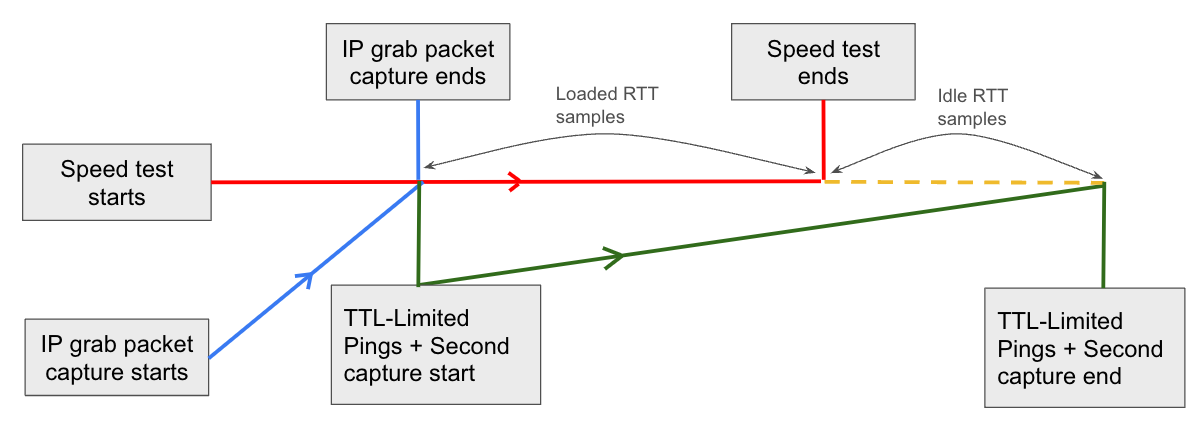 IP grab packet
capture ends
Speed test
ends
Loaded RTT
samples
Idle RTT
samples
Speed test
starts
IP grab packet
capture starts
TTL-Limited
Pings + Second
capture start
TTL-Limited
Pings + Second
capture end